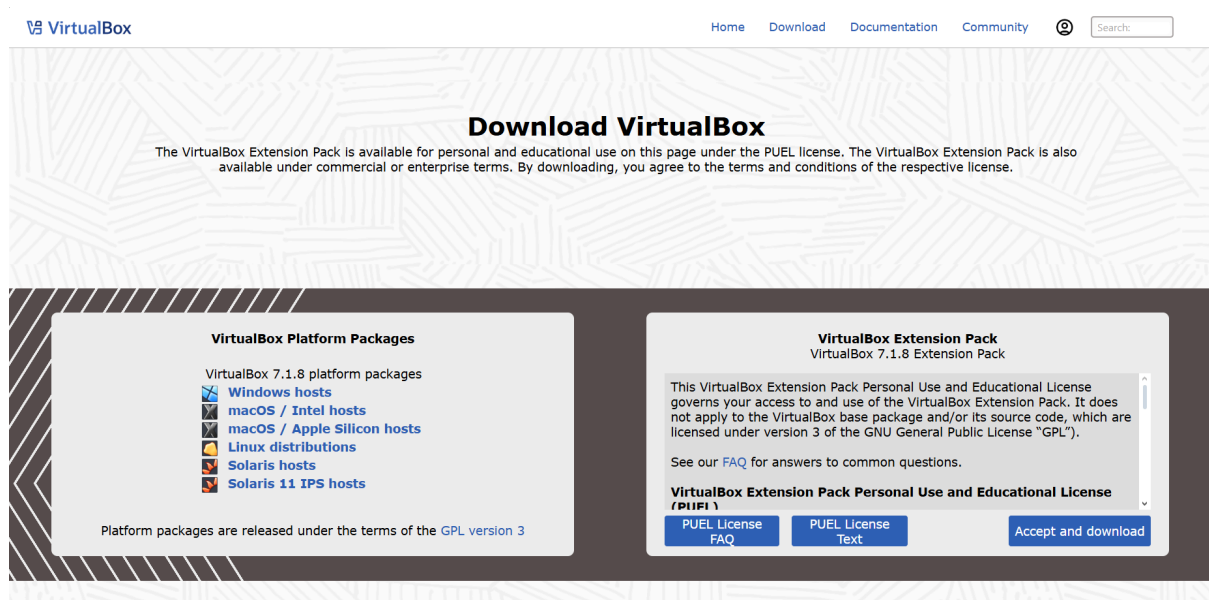 VirtualBox
Home Download Documentation Community Search:
Download VirtualBox
The VirtualBox Extension Pack is available for personal and educational use on this page under the PUEL license. The VirtualBox Extension Pack is also
available under commercial or enterprise terms. By downloading, you agree to the terms and conditions of the respective license.
VirtualBox Platform Packages
VirtualBox 7.1.8 platform packages
Windows hosts
macOS / Intel hosts
macOS / Apple Silicon hosts
Linux distributions
Solaris hosts
Solaris 11 IPS hosts
Platform packages are released under the terms of the GPL version 3
VirtualBox Extension Pack
VirtualBox 7.1.8 Extension Pack
This VirtualBox Extension Pack Personal Use and Educational License
governs your access to and use of the VirtualBox Extension Pack. It does
not apply to the VirtualBox base package and/or its source code, which are
licensed under version 3 of the GNU General Public License “GPL”).
See our FAQ for answers to common questions.
VirtualBox Extension Pack Personal Use and Educational License
(PUEL)
PUEL License
FAQ
PUEL License
Text
Accept and download